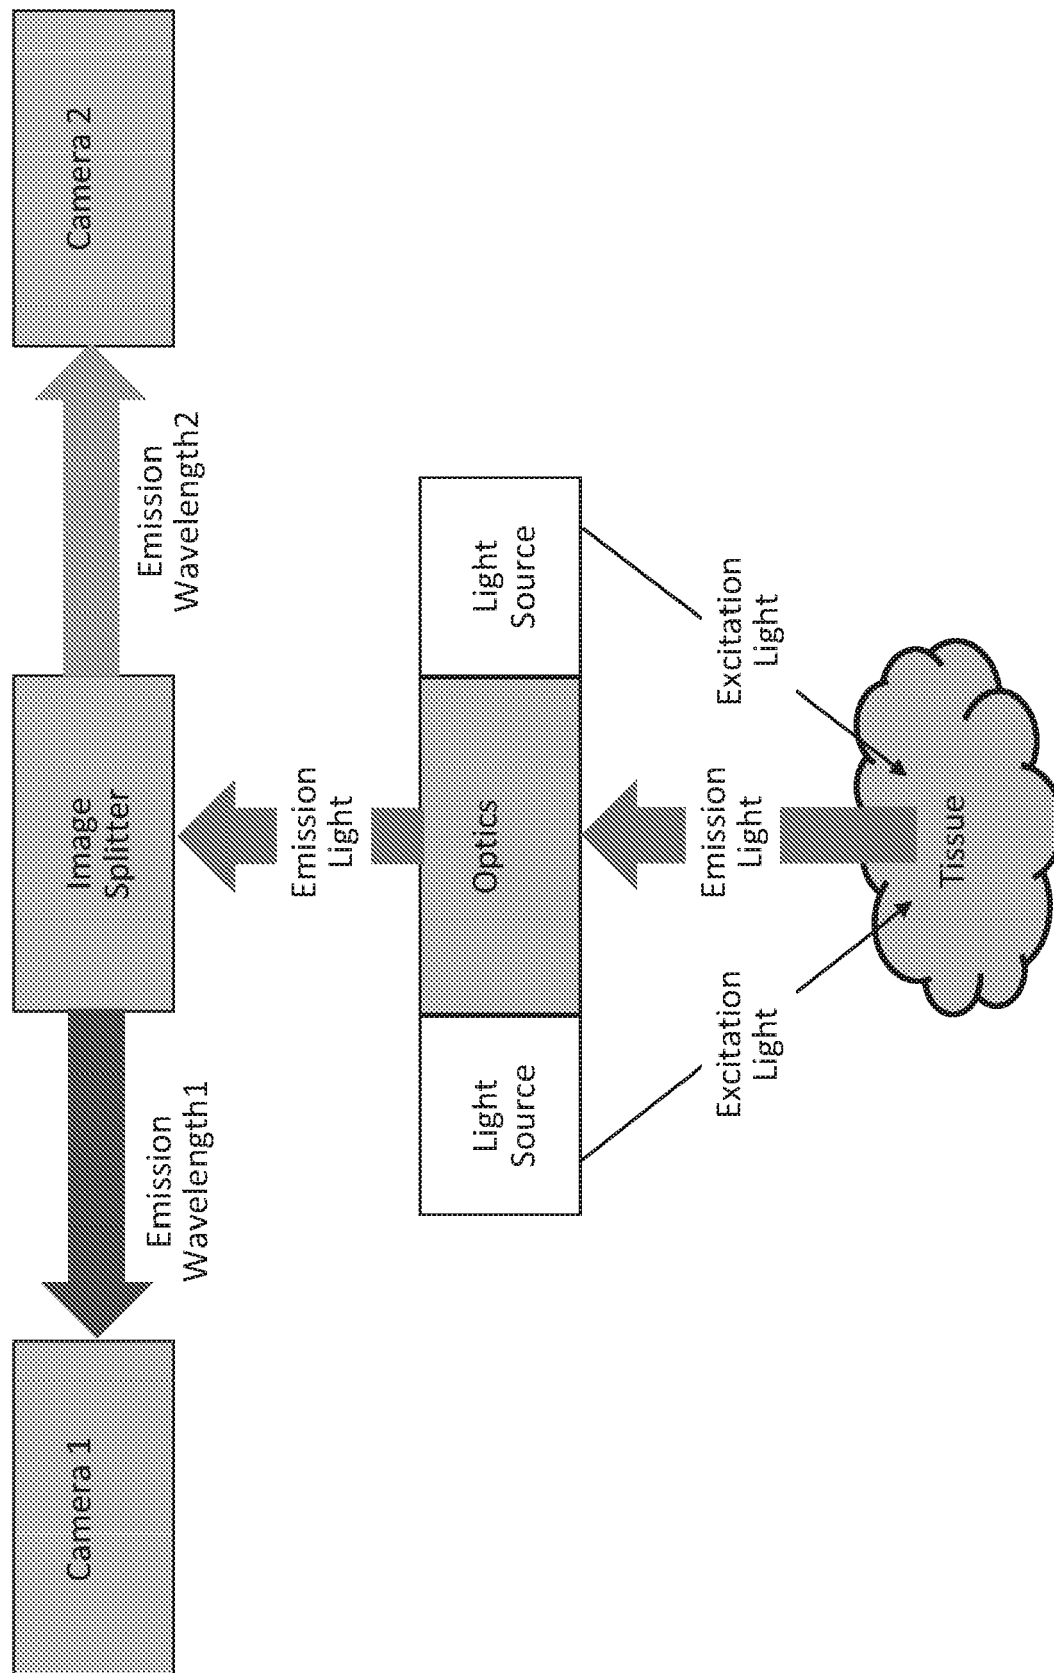 Camera 1
Image
Splitter
Camera 2
Emission
Wavelength1
Emission
Wavelength2
Emission
Light
Light
Source
Optics
Light
Source
Excitation
Light
Emission
Light
Excitation
Light
Tissue